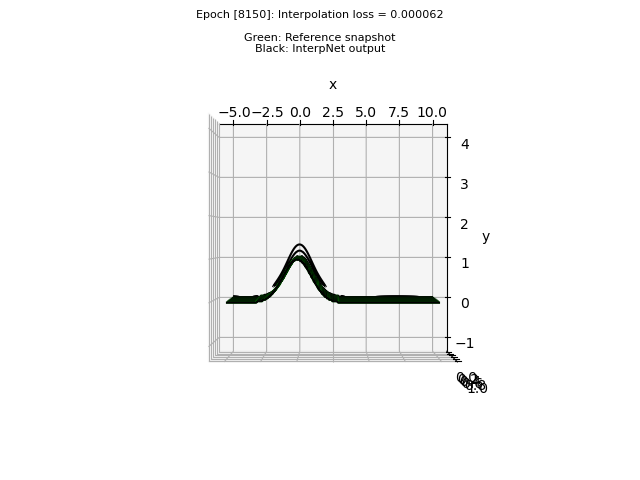 Epoch [8150]: Interpolation loss = 0.000062
Green: Reference snapshot
Black: InterpNet output
x
−5.0 −2.5 0.0 2.5 5.0 7.5 10.0
4
3
2
y
1
0
−1